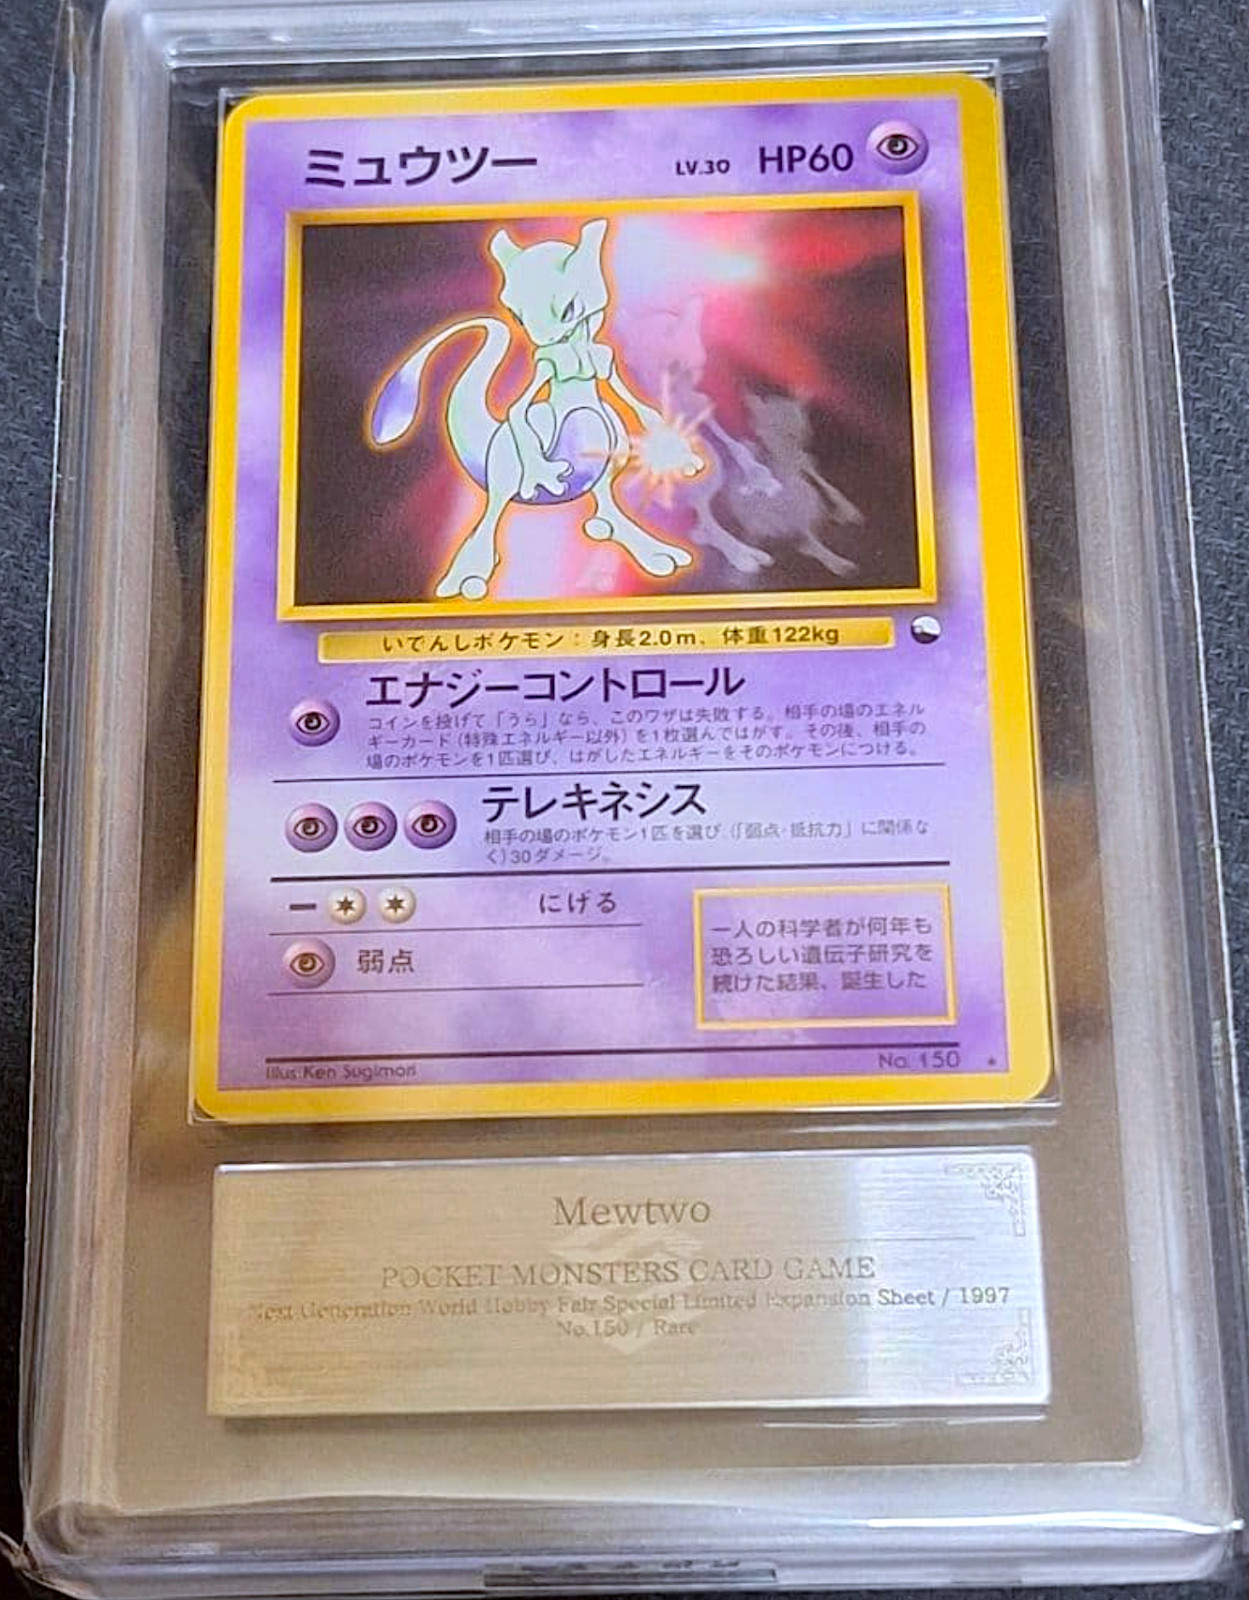 ミュウツー LV.30 HP60
いでんしポケモン：身長2.0m、体重122kg
エナジーコントロール
コインを投げて「うら」なら、このワザは失敗する。相手の場のエネル
ギーカード（特殊エネルギー以外）を1枚選んではがす。その後、相手の
場のポケモンを1匹選び、はがしたエネルギーをそのポケモンにつける。
テレキネシス
相手の場のポケモン1匹を選び（「弱点・抵抗力」に関係な
く）30ダメージ。
にげる
弱点
一人の科学者が何年も
恐ろしい遺伝子研究を
続けた結果、誕生した
Illus. Ken Sugimori
No. 150
Mewtwo
POCKET MONSTERS CARD GAME
Next Generation World Hobby Fair Special Limited Expansion Sheet / 1997
No.150 / Rare